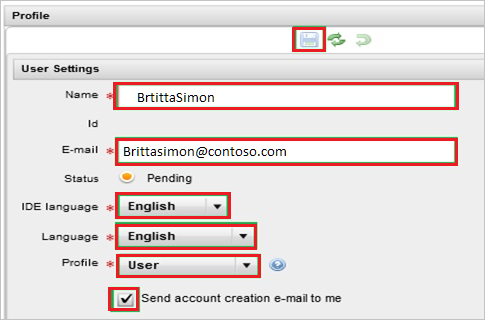 Profile
User Settings
Name * BrtittaSimon
Id
E-mail * Brittasimon@contoso.com
Status Pending
IDE language * English
Language * English
Profile * User
Send account creation e-mail to me